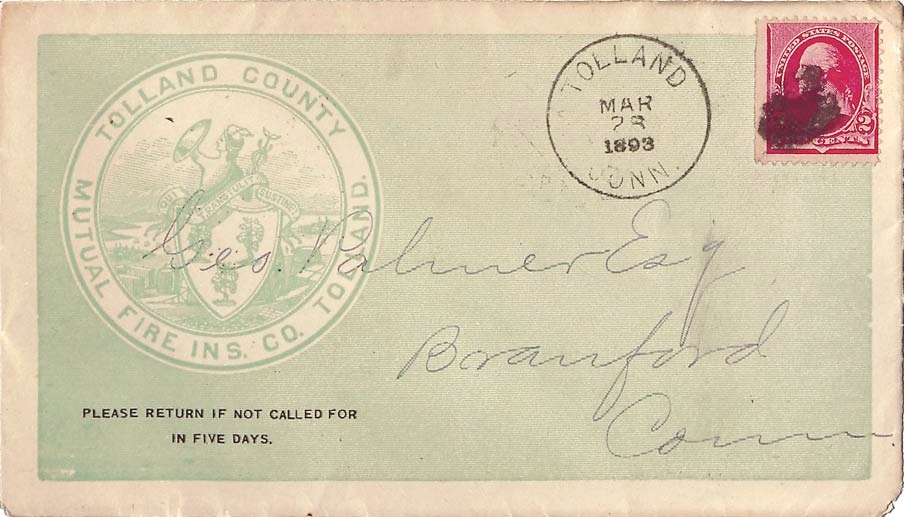 TOLLAND COUNTY
MUTUAL FIRE INS. CO. TOLLAND.
QUI TRANSTULIT SUSTINET
TOLLAND
MAR
28
1893
CONN.
UNITED STATES POSTAGE
2
CENTS
Geo. Palmer Esq
Branford
Conn
PLEASE RETURN IF NOT CALLED FOR
IN FIVE DAYS.